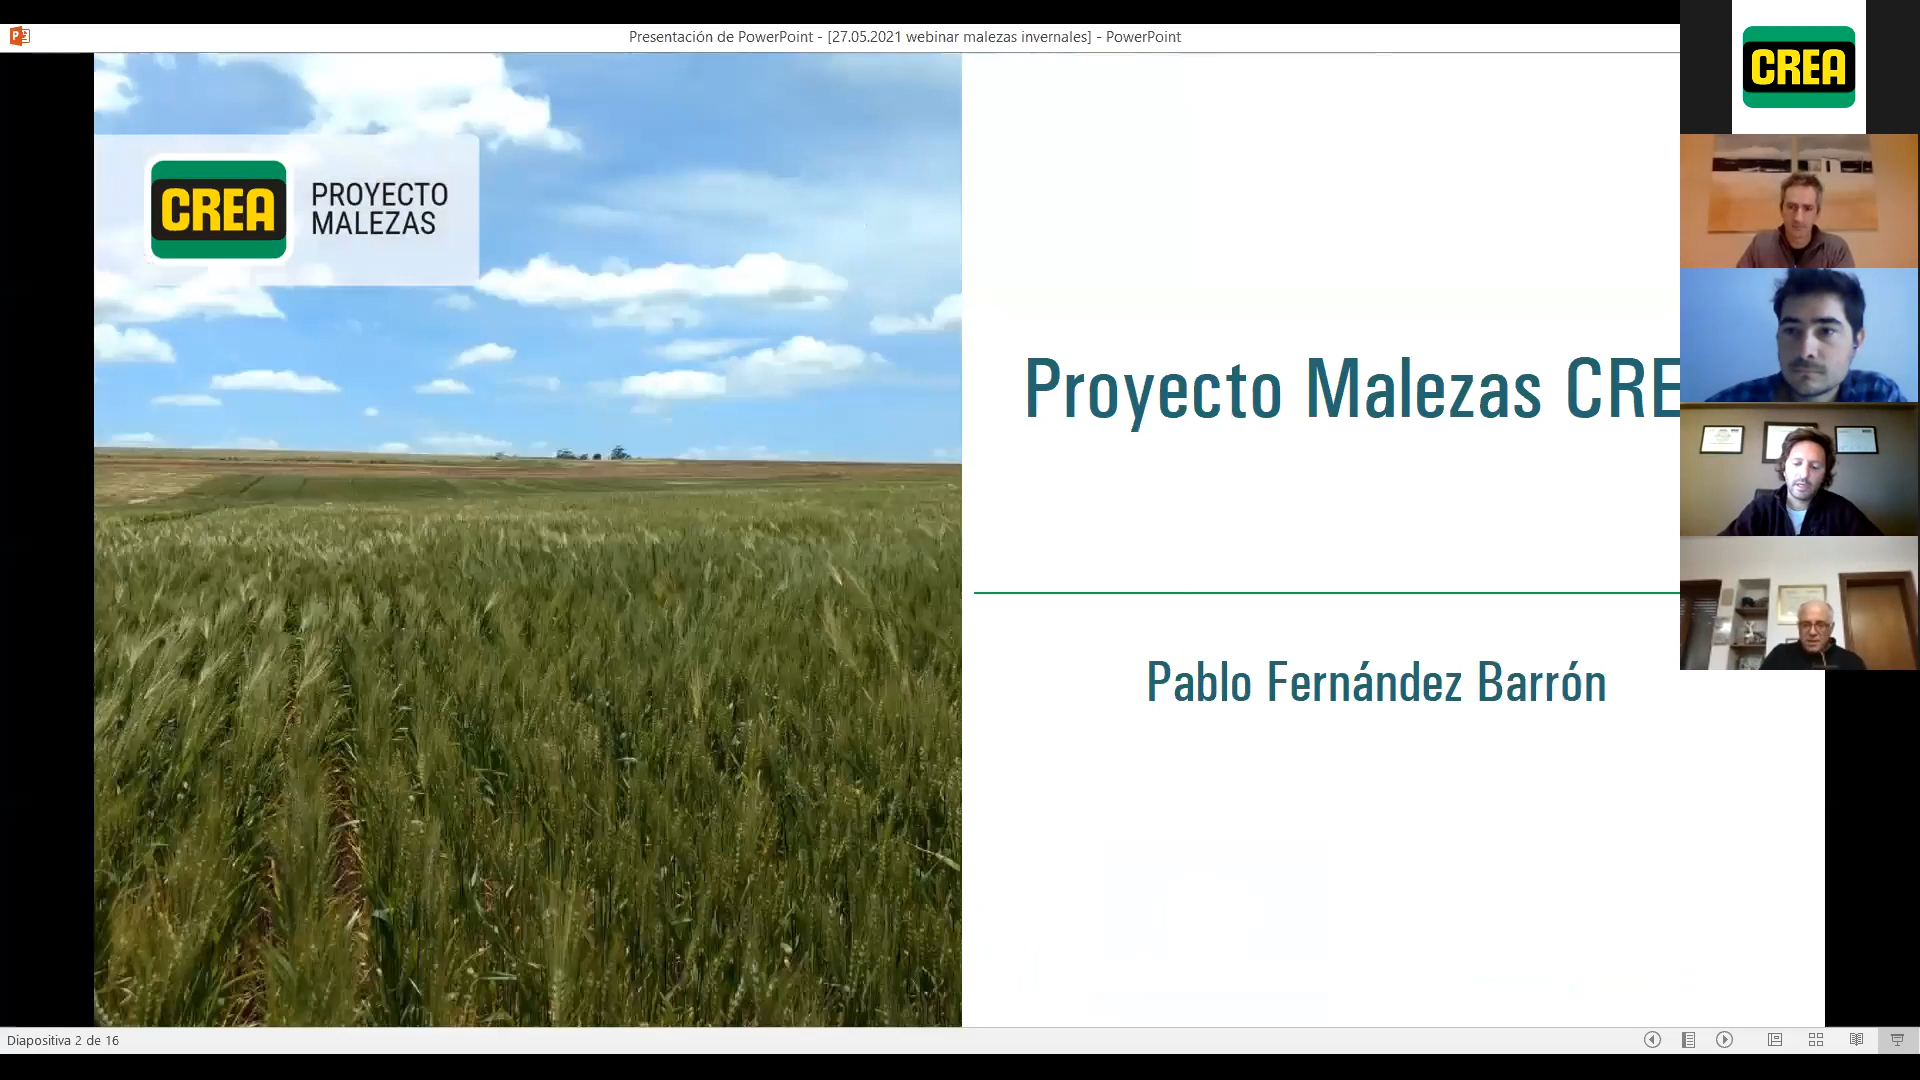 Presentación de PowerPoint - [27.05.2021 webinar malezas invernales] - PowerPoint
CREA
CREA
PROYECTO
MALEZAS
Proyecto Malezas CRE
Pablo Fernández Barrón
Diapositiva 2 de 16